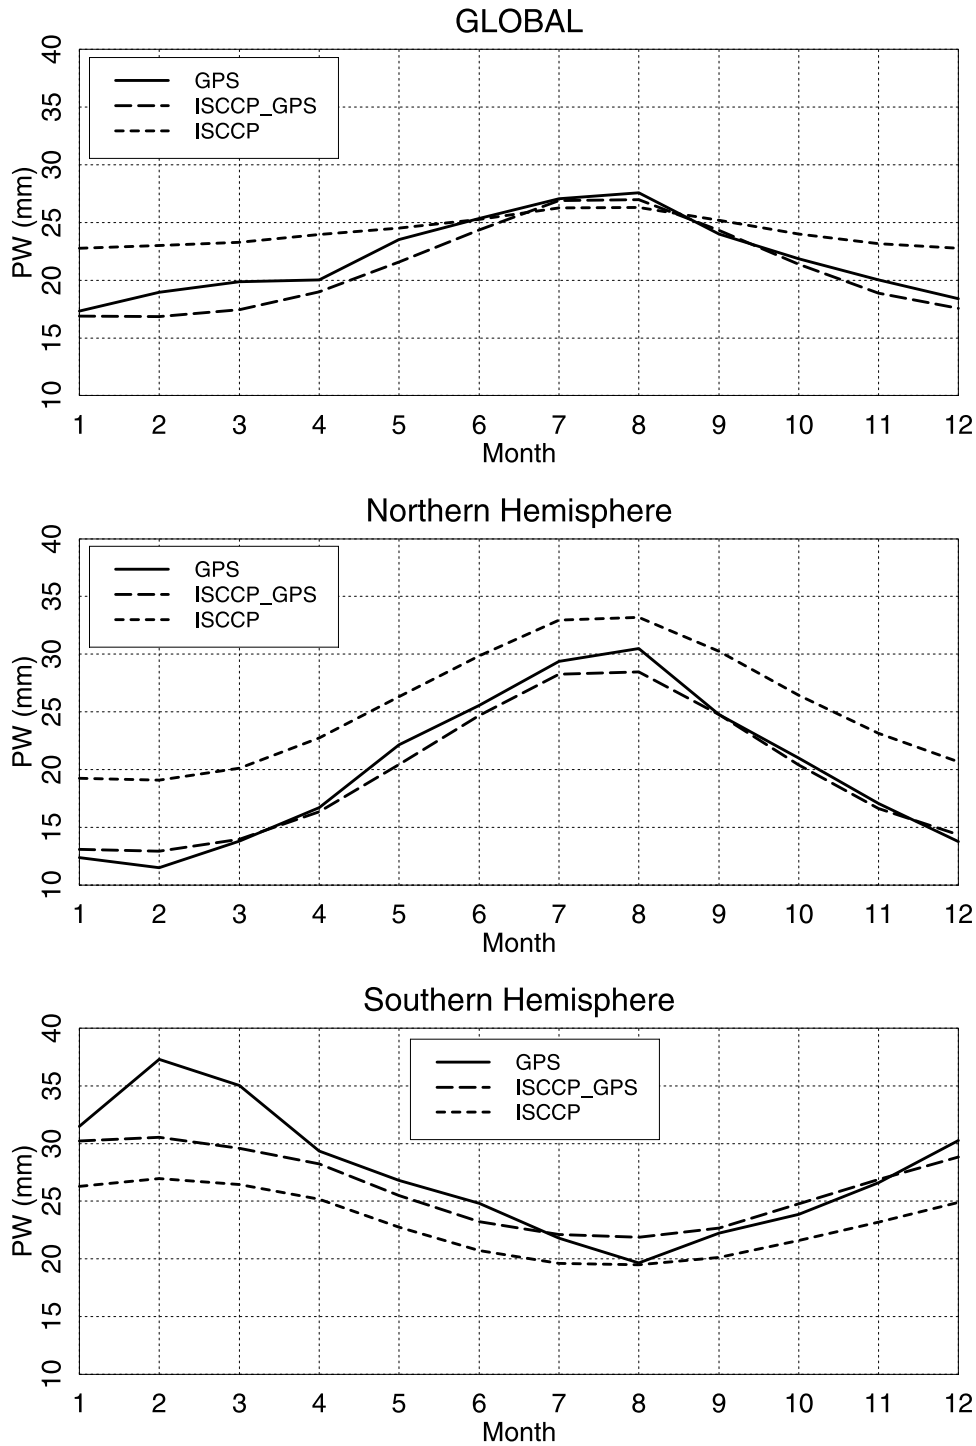 GLOBAL
PW (mm)
40
35
30
25
20
15
10
GPS
ISCCP_GPS
ISCCP
1 2 3 4 5 6 7 8 9 10 11 12
Month
Northern Hemisphere
PW (mm)
40
35
30
25
20
15
10
GPS
ISCCP_GPS
ISCCP
1 2 3 4 5 6 7 8 9 10 11 12
Month
Southern Hemisphere
PW (mm)
40
35
30
25
20
15
10
GPS
ISCCP_GPS
ISCCP
1 2 3 4 5 6 7 8 9 10 11 12
Month